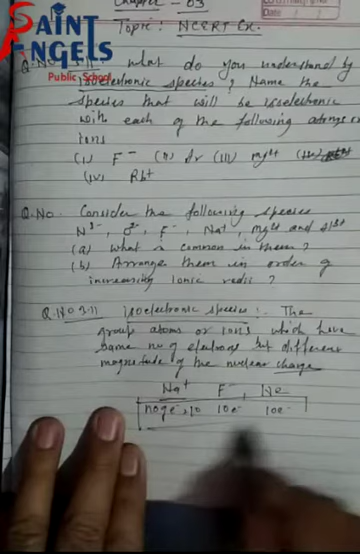 Chapter - 03
Date
SAINT
ANGELS
Public School
Topic: NCERT Ex.
Q.No 3.11 what do you understand by
isoelectronic species? Name the
species that will be isoelectronic
with each of the following atoms or
ions
(i) F⁻ (ii) Ar (iii) Mg²⁺
(iv) Rb⁺
Q.No. Consider the following species
N³⁻, O²⁻, F⁻, Na⁺, Mg²⁺ and Al³⁺
(a) what is common in them?
(b) Arrange them in order of
increasing Ionic radii?
Q.No 3.11 isoelectronic species:. The
group atoms or Ions which have
same no of electrons but different
magnitude of the nuclear charge
Na⁺ F⁻, Ne
no of e⁻, 10 10e⁻ 10e⁻